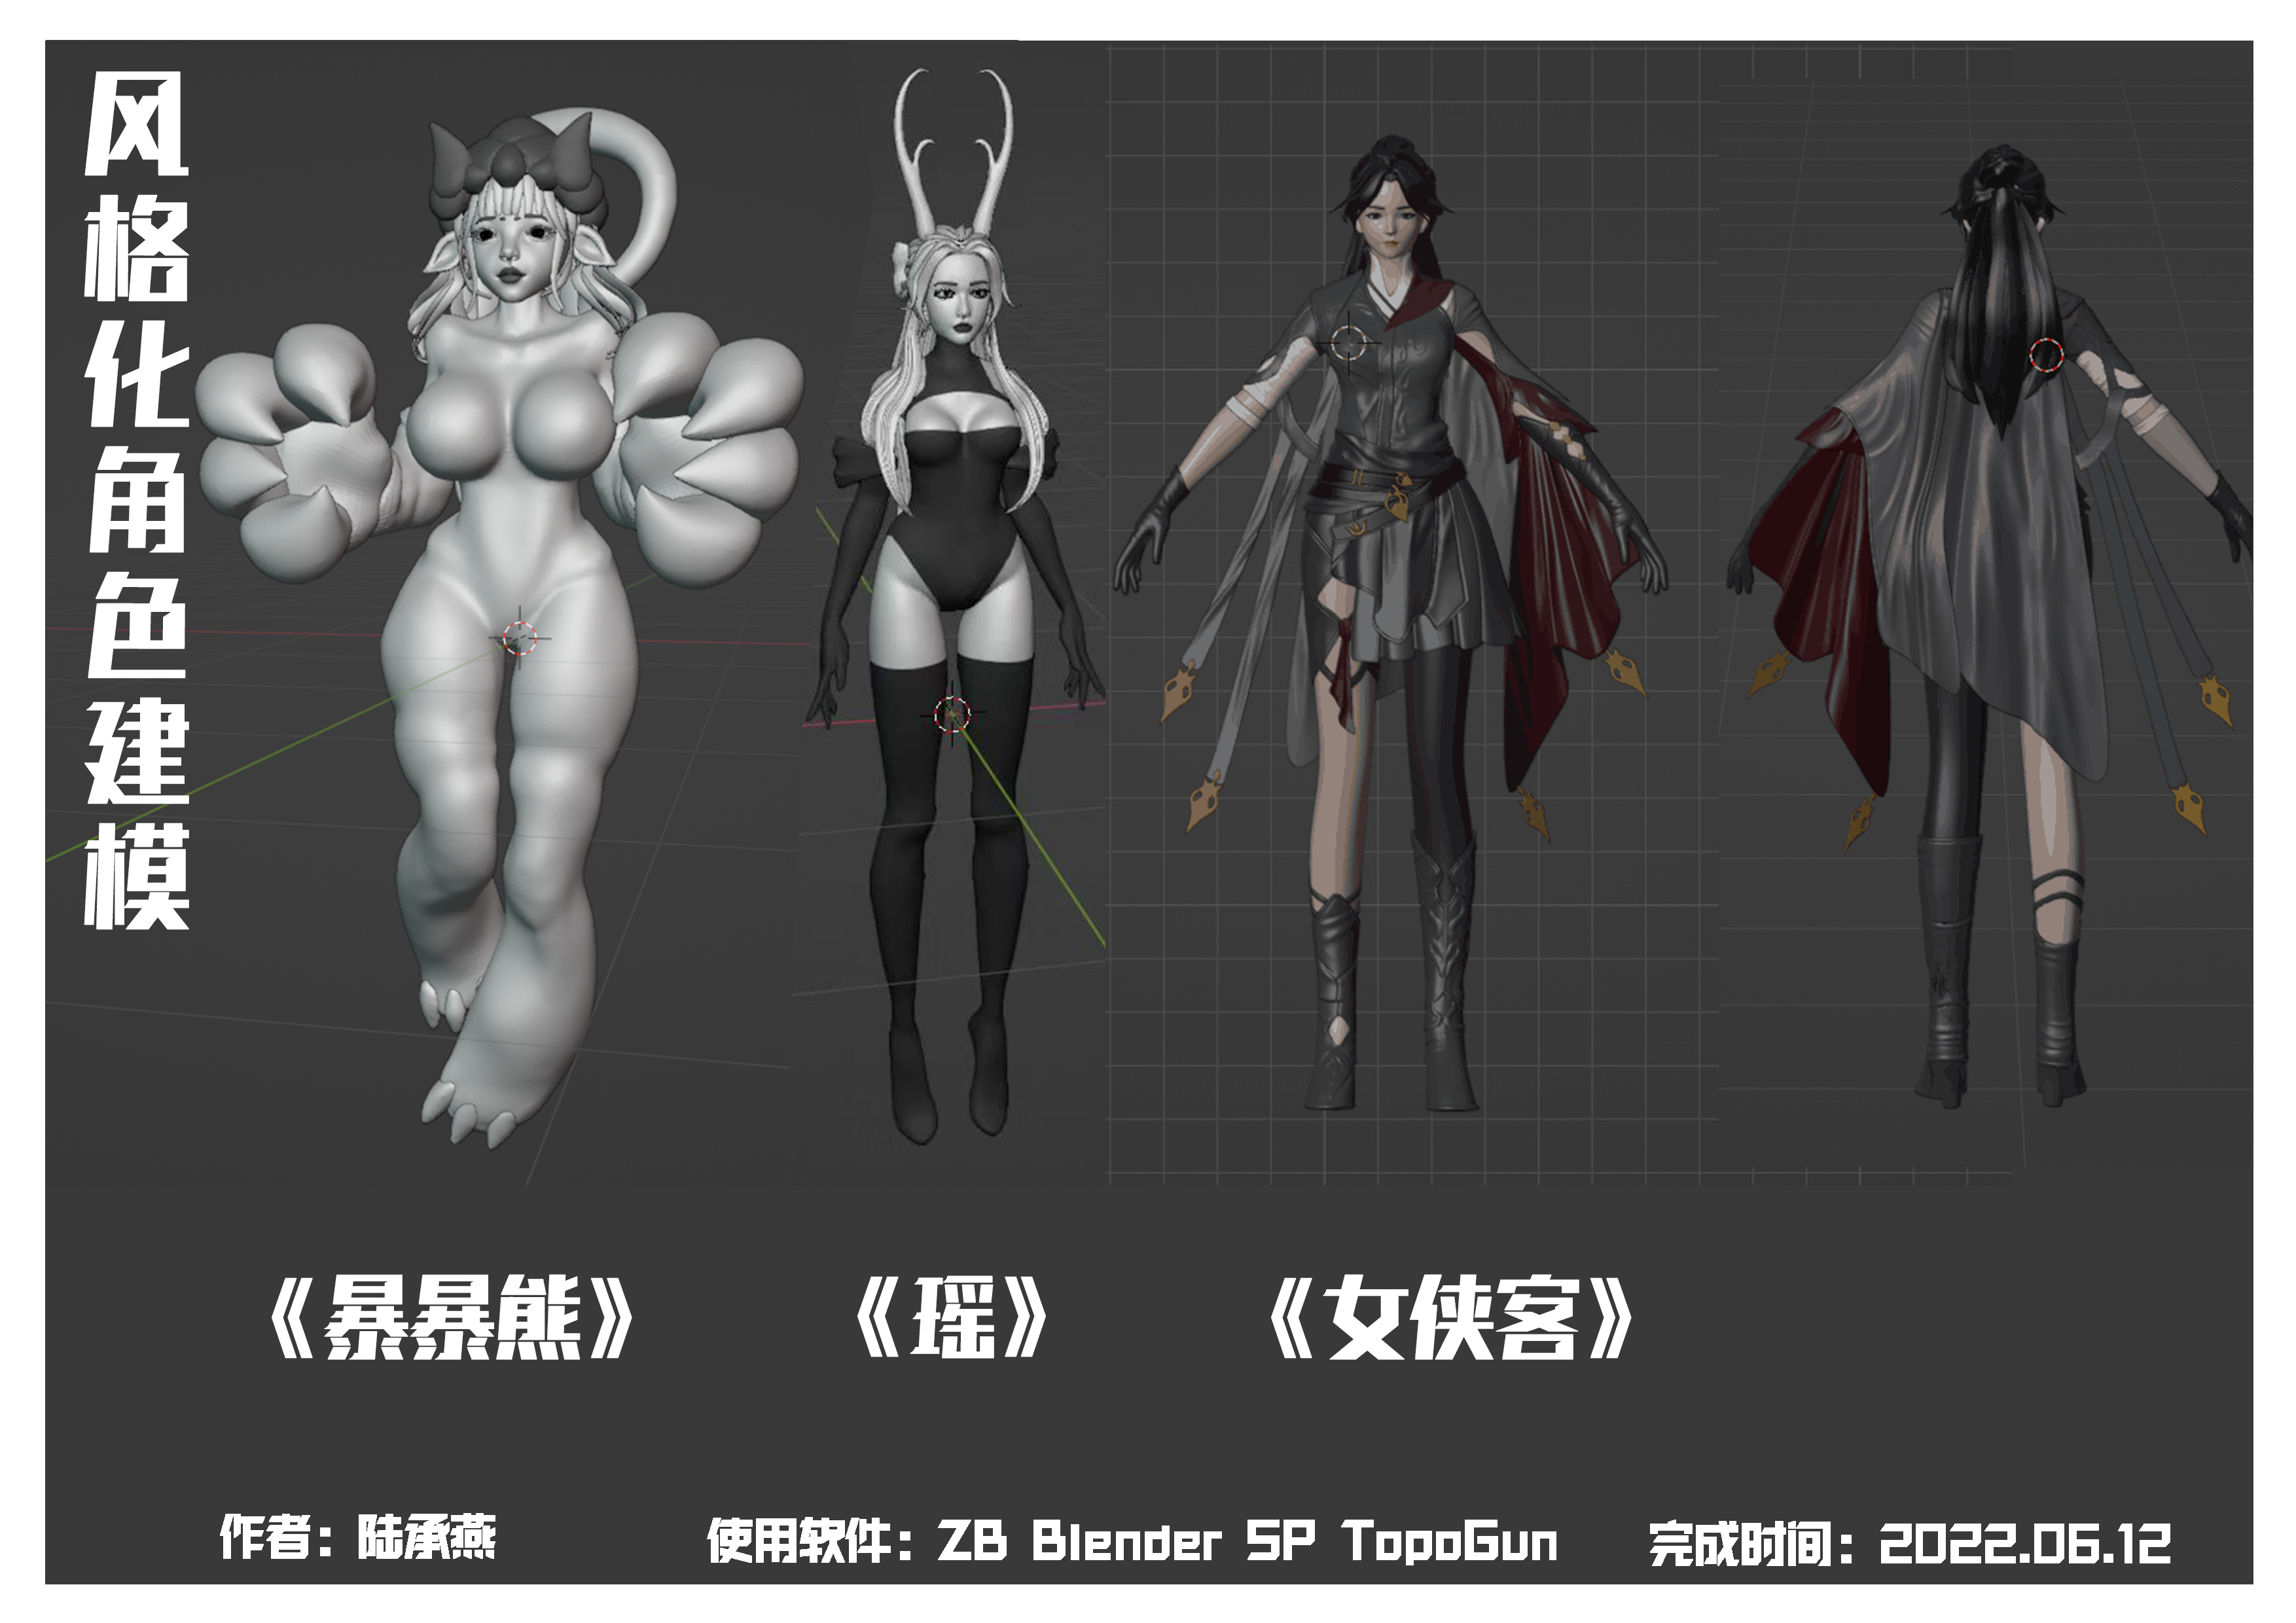 风格化角色建模
《暴暴熊》
《瑶》
《女侠客》
作者：陆承燕
使用软件：ZB Blender SP TopoGun
完成时间：2022.06.12